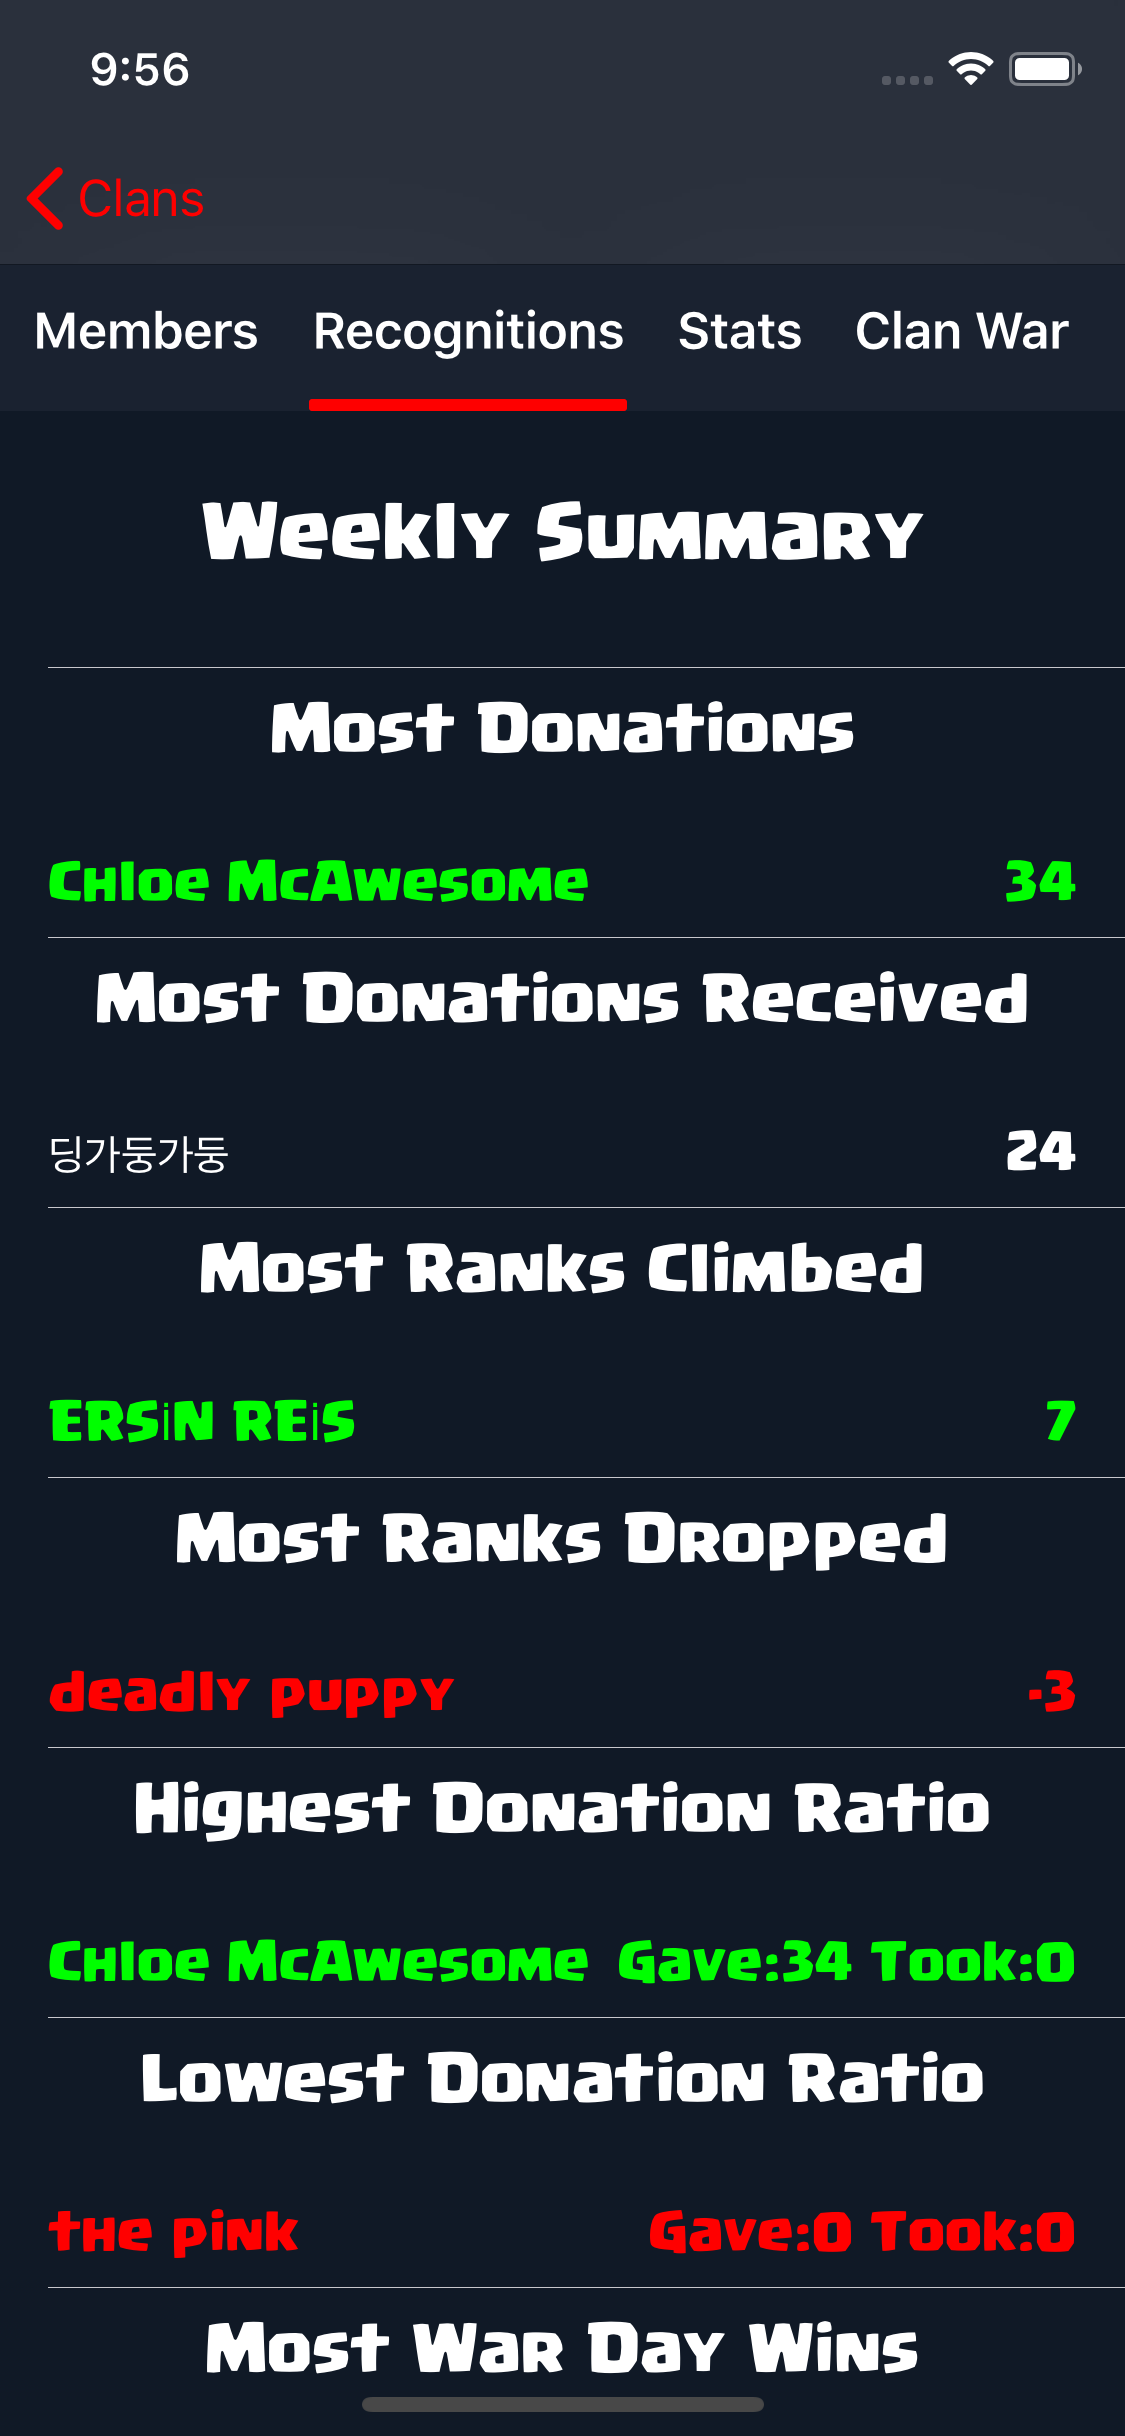 9:56
Clans
Members Recognitions Stats Clan War
Weekly Summary
Most Donations
Chloe McAwesome 34
Most Donations Received
딩가둥가둥 24
Most Ranks Climbed
ERSiN REiS 7
Most Ranks Dropped
deadly puppy -3
Highest Donation Ratio
Chloe McAwesome Gave:34 Took:0
Lowest Donation Ratio
the pink Gave:0 Took:0
Most War Day Wins